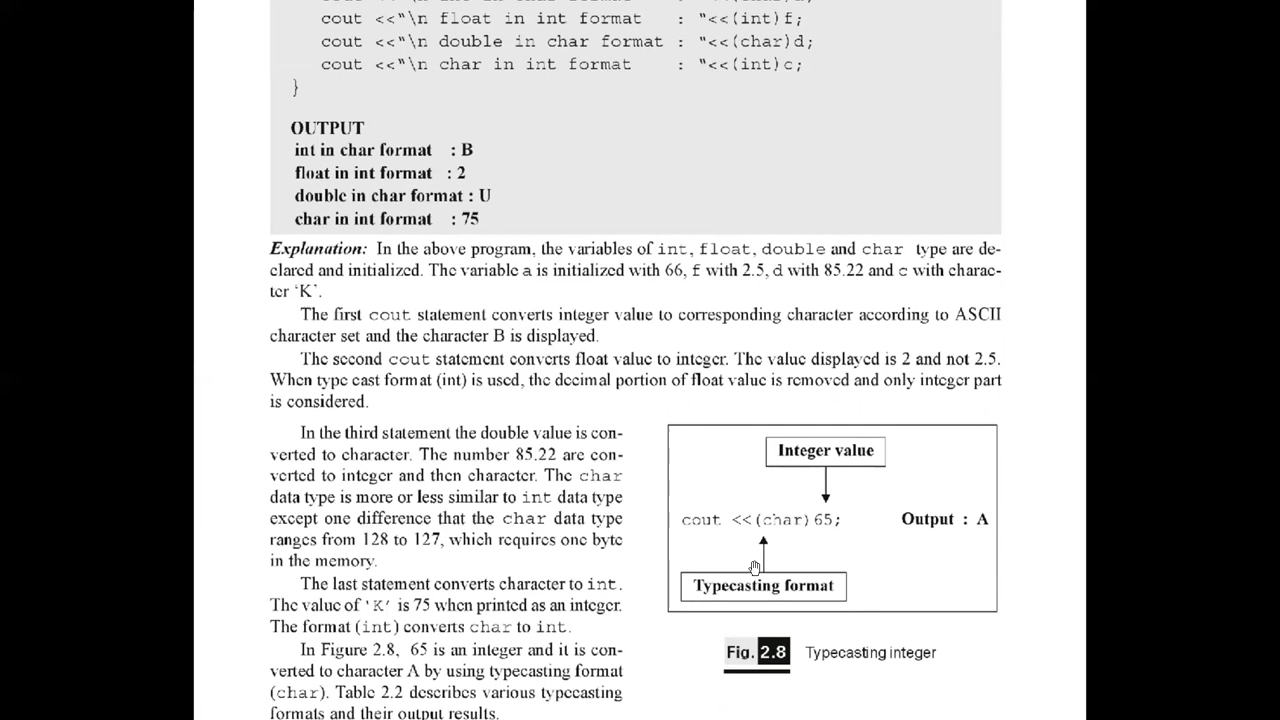 cout <<"\n float in int format : "<<(int)f;
cout <<"\n double in char format : "<<(char)d;
cout <<"\n char in int format : "<<(int)c;
}
OUTPUT
int in char format : B
float in int format : 2
double in char format : U
char in int format : 75
Explanation: In the above program, the variables of int, float, double and char type are de-
clared and initialized. The variable a is initialized with 66, f with 2.5, d with 85.22 and c with charac-
ter ‘K’.
The first cout statement converts integer value to corresponding character according to ASCII
character set and the character B is displayed.
The second cout statement converts float value to integer. The value displayed is 2 and not 2.5.
When type cast format (int) is used, the decimal portion of float value is removed and only integer part
is considered.
In the third statement the double value is con-
verted to character. The number 85.22 are con-
verted to integer and then character. The char
data type is more or less similar to int data type
except one difference that the char data type
ranges from 128 to 127, which requires one byte
in the memory.
The last statement converts character to int.
The value of ‘K’ is 75 when printed as an integer.
The format (int) converts char to int.
In Figure 2.8, 65 is an integer and it is con-
verted to character A by using typecasting format
(char). Table 2.2 describes various typecasting
formats and their output results.
Integer value
cout <<(char)65; Output : A
Typecasting format
Fig. 2.8 Typecasting integer